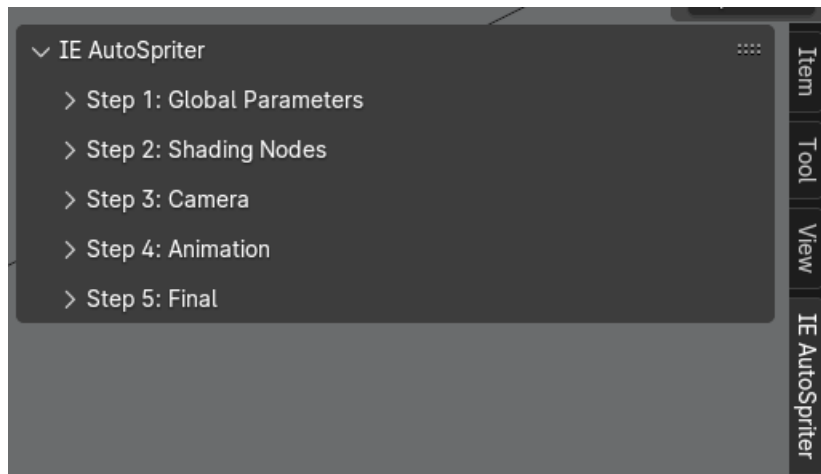 IE AutoSpriter
Step 1: Global Parameters
Step 2: Shading Nodes
Step 3: Camera
Step 4: Animation
Step 5: Final
Item
Tool
View
IE AutoSpriter